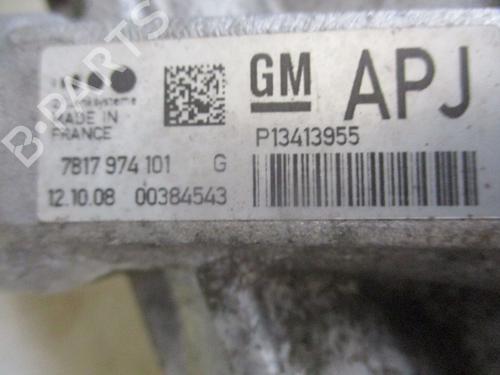 MADE IN
FRANCE
GM
APJ
P13413955
7817 974 101 G
12.10.08 00384543
B-PARTS